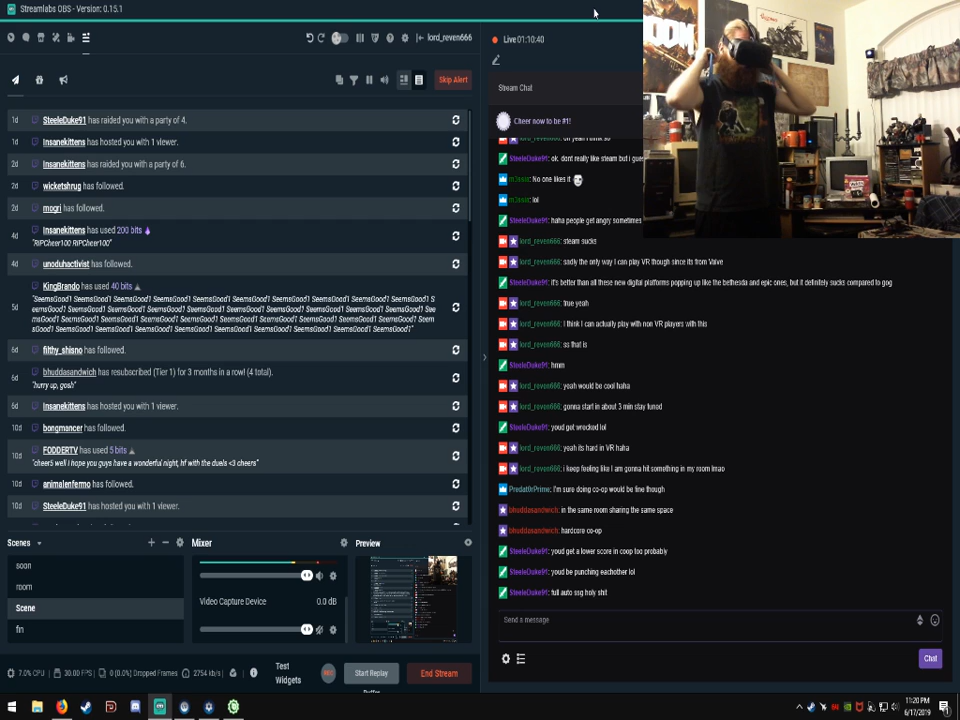 Streamlabs OBS - Version: 0.15.1
lord_reven666
Live 01:10:40
Skip Alert
Stream Chat
1d SteeleDuke91 has raided you with a party of 4.
1d Insanekittens has hosted you with 1 viewer.
2d Insanekittens has raided you with a party of 6.
2d wicketshrug has followed.
2d mogri has followed.
4d Insanekittens has used 200 bits
"RIPCheer100 RIPCheer100"
4d unoduhactivist has followed.
5d KingBrando has used 40 bits
"SeemsGood1 SeemsGood1 SeemsGood1 SeemsGood1 SeemsGood1 SeemsGood1 SeemsGood1 SeemsGood1 SeemsGood1 S
eemsGood1 SeemsGood1 SeemsGood1 SeemsGood1 SeemsGood1 SeemsGood1 SeemsGood1 SeemsGood1 SeemsGood1 See
msGood1 SeemsGood1 SeemsGood1 SeemsGood1 SeemsGood1 SeemsGood1 SeemsGood1 SeemsGood1 SeemsGood1 Seem
sGood1 SeemsGood1 SeemsGood1 SeemsGood1 SeemsGood1 SeemsGood1 SeemsGood1 SeemsGood1 SeemsGood1"
6d filthy_shisno has followed.
6d bhuddasandwich has resubscribed (Tier 1) for 3 months in a row! (4 total).
"hurry up, gosh"
6d Insanekittens has hosted you with 1 viewer.
10d bongmancer has followed.
10d FODDERTV has used 5 bits
"cheer5 well I hope you guys have a wonderful night, hf with the duels <3 cheers"
10d animalenfermo has followed.
10d SteeleDuke91 has hosted you with 1 viewer.
Cheer now to be #1!
lord_reven666: oh yeah I think so
SteeleDuke91: ok. dont really like steam but i gues
m3nsik: No one likes it
m3nsik: lol
SteeleDuke91: haha people get angry sometimes
lord_reven666: steam sucks
lord_reven666: sadly the only way I can play VR though since its from Valve
SteeleDuke91: it's better than all these new digital platforms popping up like the bethesda and epic ones, but it definitely sucks compared to gog
lord_reven666: true yeah
lord_reven666: I think I can actually play with non VR players with this
lord_reven666: ss that is
SteeleDuke91: hmm
lord_reven666: yeah would be cool haha
lord_reven666: gonna start in about 3 min stay tuned
SteeleDuke91: youd get wrecked lol
lord_reven666: yeah its hard in VR haha
lord_reven666: i keep feeling like I am gonna hit something in my room lmao
Predat0rPrime: I'm sure doing co-op would be fine though
bhuddasandwich: in the same room sharing the same space
bhuddasandwich: hardcore co-op
SteeleDuke91: youd get a lower score in coop too probably
SteeleDuke91: youd be punching eachother lol
SteeleDuke91: full auto ssg holy shit
Send a message
Chat
Scenes
soon
room
Scene
fin
Mixer
Video Capture Device 0.0 dB
Preview
7.0% CPU 30.00 FPS 0 (0.0%) Dropped Frames 2754 kb/s
Test
Widgets
REC
Start Replay
Buffer
End Stream
11:20 PM
6/17/2019